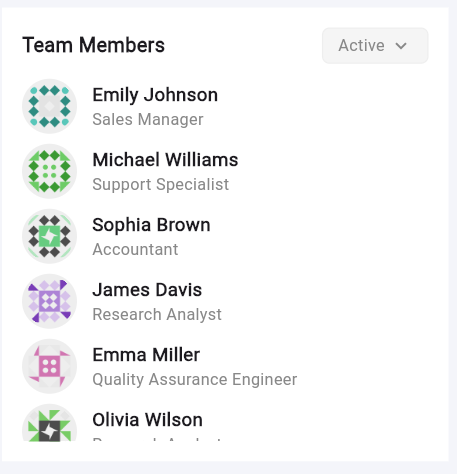 Team Members
Active
Emily Johnson
Sales Manager
Michael Williams
Support Specialist
Sophia Brown
Accountant
James Davis
Research Analyst
Emma Miller
Quality Assurance Engineer
Olivia Wilson